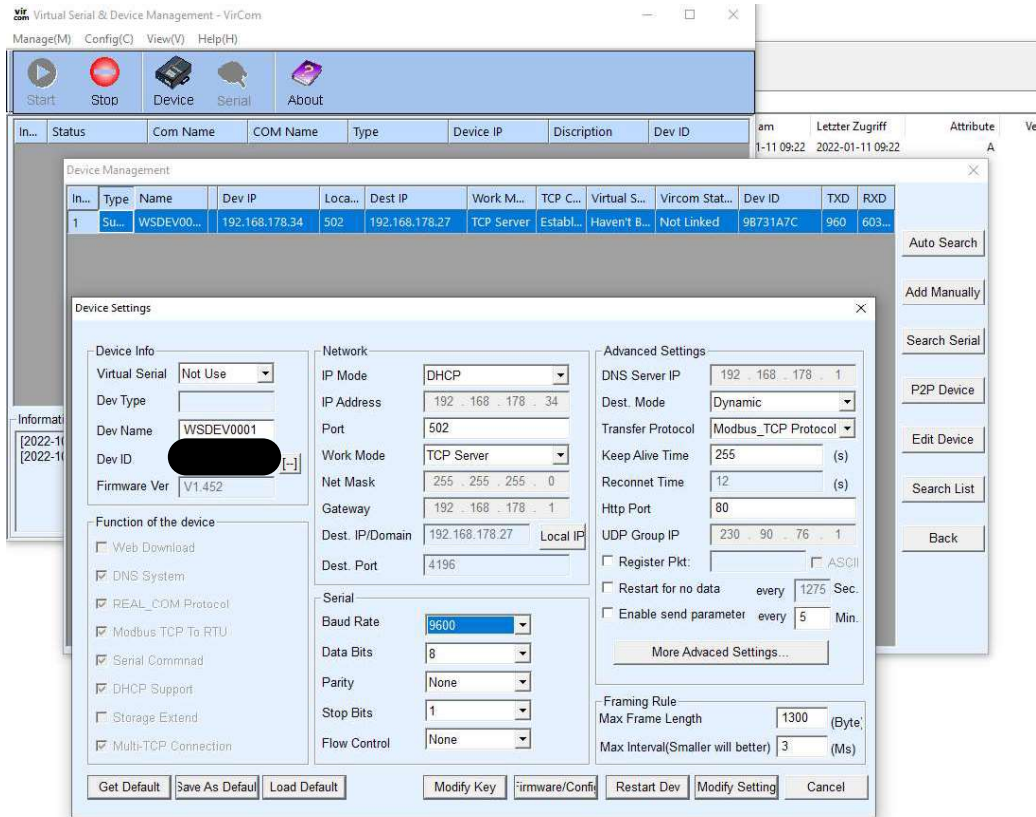 Virtual Serial & Device Management - VirCom
Manage(M) Config(C) View(V) Help(H)
Start Stop Device Serial About
In... Status Com Name COM Name Type Device IP Discription Dev ID
am Letzter Zugriff Attribute
1-11 09:22 2022-01-11 09:22 A
Device Management
In... Type Name Dev IP Loca... Dest IP Work M... TCP C... Virtual S... Vircom Stat... Dev ID TXD RXD
1 Su... WSDEV00... 192.168.178.34 502 192.168.178.27 TCP Server Establ... Haven't B... Not Linked 9B731A7C 960 603...
Auto Search
Add Manually
Search Serial
P2P Device
Edit Device
Search List
Back
Informati
[2022-10
[2022-10
Device Settings
Device Info
Virtual Serial Not Use
Dev Type
Dev Name WSDEV0001
Dev ID [--]
Firmware Ver V1.452
Function of the device
Web Download
DNS System
REAL_COM Protocol
Modbus TCP To RTU
Serial Commnad
DHCP Support
Storage Extend
Multi-TCP Connection
Network
IP Mode DHCP
IP Address 192 . 168 . 178 . 34
Port 502
Work Mode TCP Server
Net Mask 255 . 255 . 255 . 0
Gateway 192 . 168 . 178 . 1
Dest. IP/Domain 192.168.178.27 Local IP
Dest. Port 4196
Serial
Baud Rate 9600
Data Bits 8
Parity None
Stop Bits 1
Flow Control None
Advanced Settings
DNS Server IP 192 . 168 . 178 . 1
Dest. Mode Dynamic
Transfer Protocol Modbus_TCP Protocol
Keep Alive Time 255 (s)
Reconnet Time 12 (s)
Http Port 80
UDP Group IP 230 . 90 . 76 . 1
Register Pkt: ASCII
Restart for no data every 1275 Sec.
Enable send parameter every 5 Min.
More Advaced Settings...
Framing Rule
Max Frame Length 1300 (Byte)
Max Interval(Smaller will better) 3 (Ms)
Get Default Save As Defaul Load Default Modify Key Firmware/Config Restart Dev Modify Setting Cancel